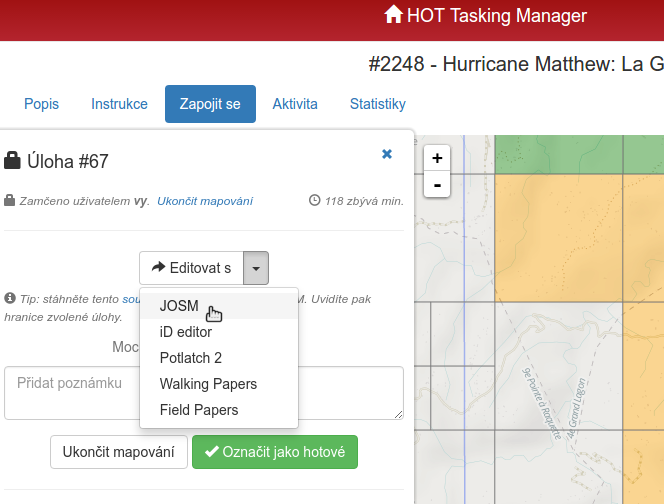 HOT Tasking Manager
#2248 - Hurricane Matthew: La G
Popis Instrukce Zapojit se Aktivita Statistiky
Úloha #67
Zamčeno uživatelem vy. Ukončit mapování 118 zbývá min.
Editovat s
Tip: stáhněte tento sou M. Uvidíte pak
hranice zvolené úlohy.
JOSM
iD editor
Potlatch 2
Walking Papers
Field Papers
Moc
Přidat poznámku
Ukončit mapování Označit jako hotové
+
-
9e Pointe à Raquette
4e Grand Lagon